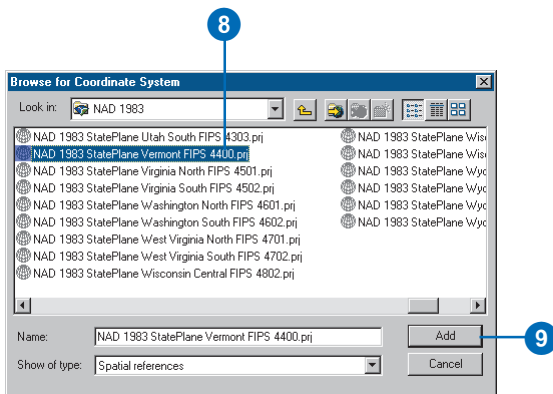 8
Browse for Coordinate System
Look in: NAD 1983
NAD 1983 StatePlane Utah South FIPS 4303.prj
NAD 1983 StatePlane Vermont FIPS 4400.prj
NAD 1983 StatePlane Virginia North FIPS 4501.prj
NAD 1983 StatePlane Virginia South FIPS 4502.prj
NAD 1983 StatePlane Washington North FIPS 4601.prj
NAD 1983 StatePlane Washington South FIPS 4602.prj
NAD 1983 StatePlane West Virginia North FIPS 4701.prj
NAD 1983 StatePlane West Virginia South FIPS 4702.prj
NAD 1983 StatePlane Wisconsin Central FIPS 4802.prj
NAD 1983 StatePlane Wisc
NAD 1983 StatePlane Wisc
NAD 1983 StatePlane Wyo
NAD 1983 StatePlane Wyo
NAD 1983 StatePlane Wyo
NAD 1983 StatePlane Wyo
Name: NAD 1983 StatePlane Vermont FIPS 4400.prj
Add
9
Show of type: Spatial references
Cancel